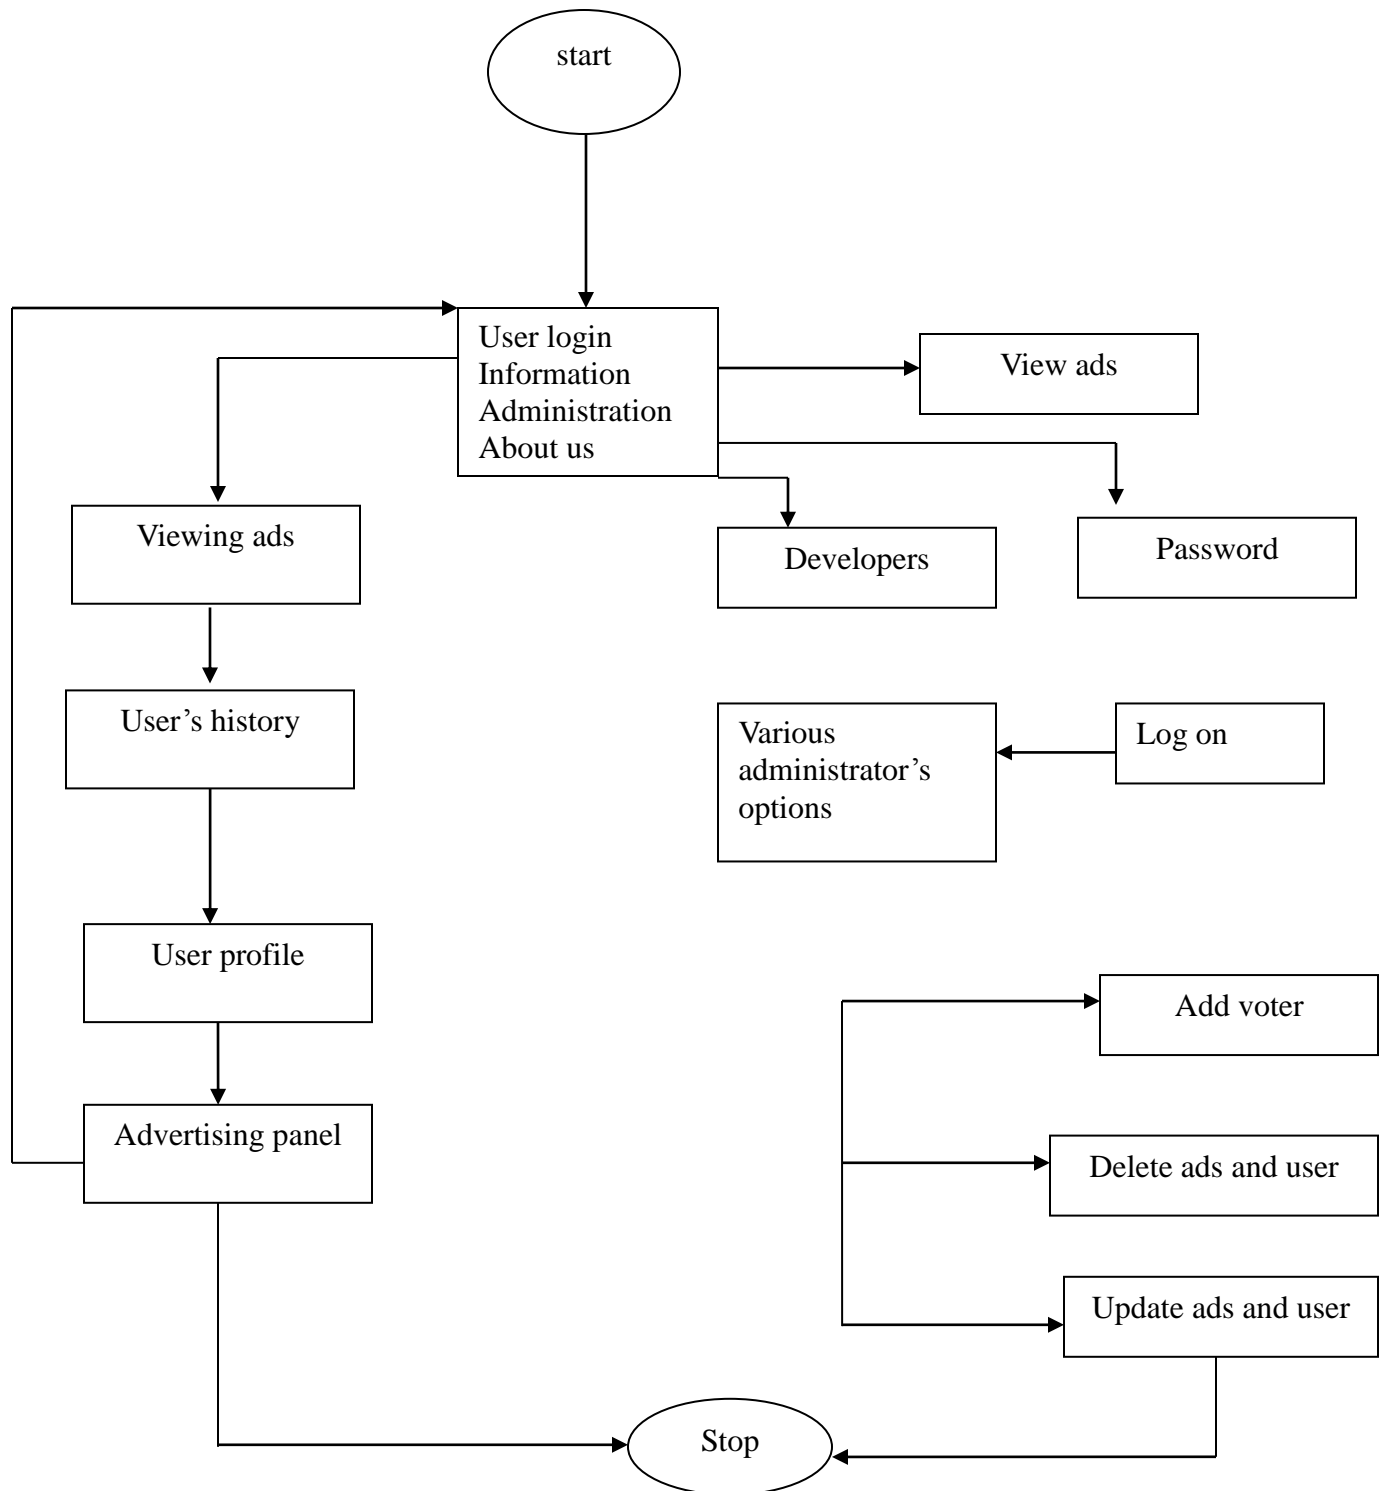 start
User login
Information
Administration
About us
View ads
Viewing ads
Developers
Password
User’s history
Various
administrator’s
options
Log on
User profile
Add voter
Advertising panel
Delete ads and user
Update ads and user
Stop